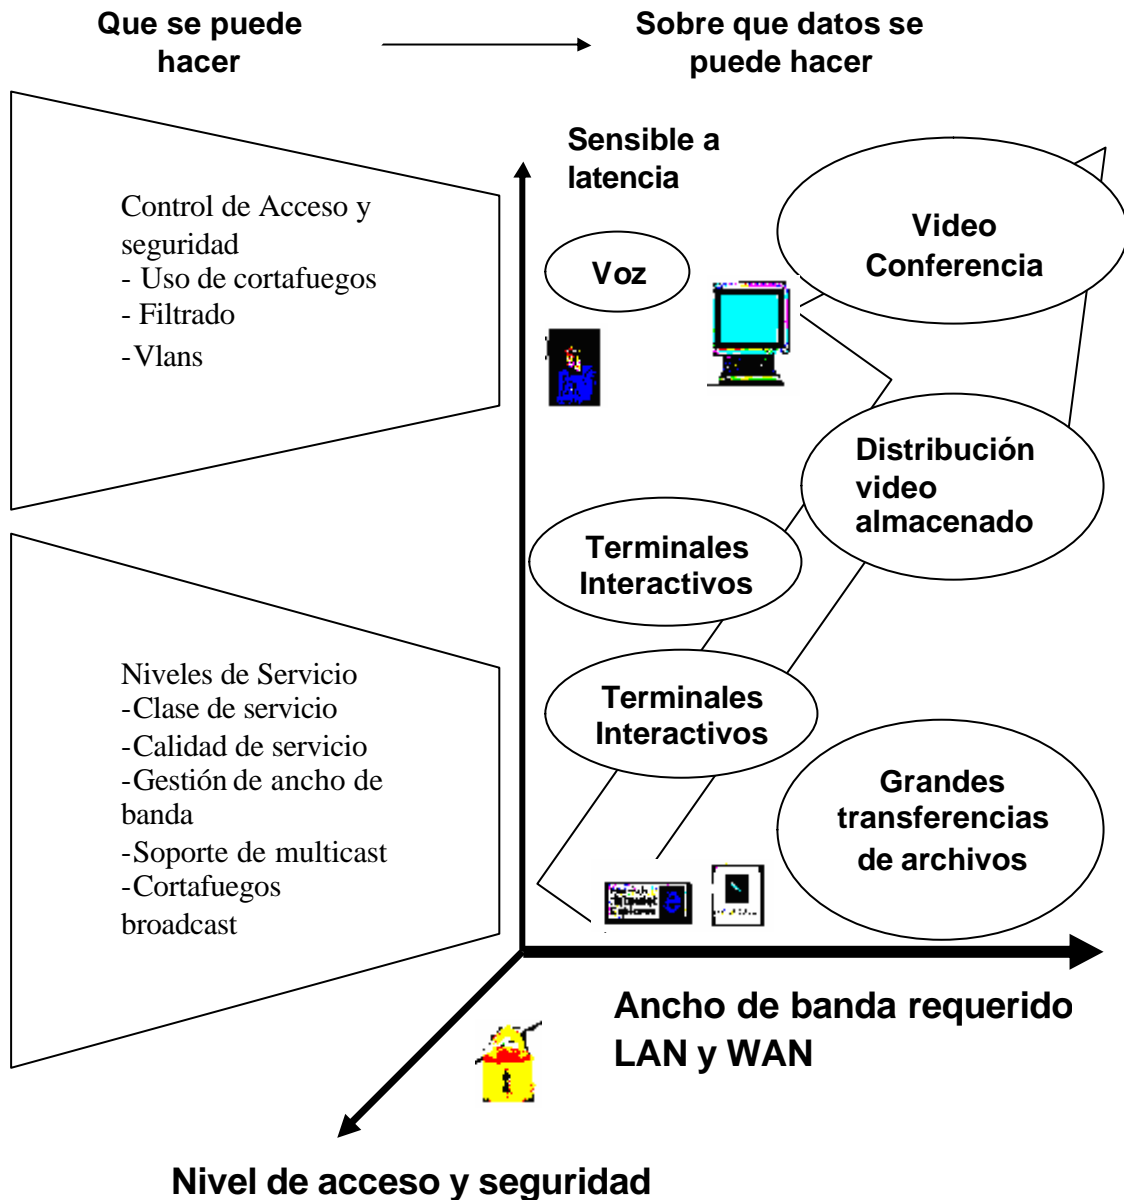 Que se puede
hacer
Sobre que datos se
puede hacer
Control de Acceso y
seguridad
- Uso de cortafuegos
- Filtrado
-Vlans
Niveles de Servicio
-Clase de servicio
-Calidad de servicio
-Gestión de ancho de
banda
-Soporte de multicast
-Cortafuegos
broadcast
Sensible a
latencia
Voz
Video
Conferencia
Distribución
video
almacenado
Terminales
Interactivos
Terminales
Interactivos
Grandes
transferencias
de archivos
Ancho de banda requerido
LAN y WAN
Nivel de acceso y seguridad